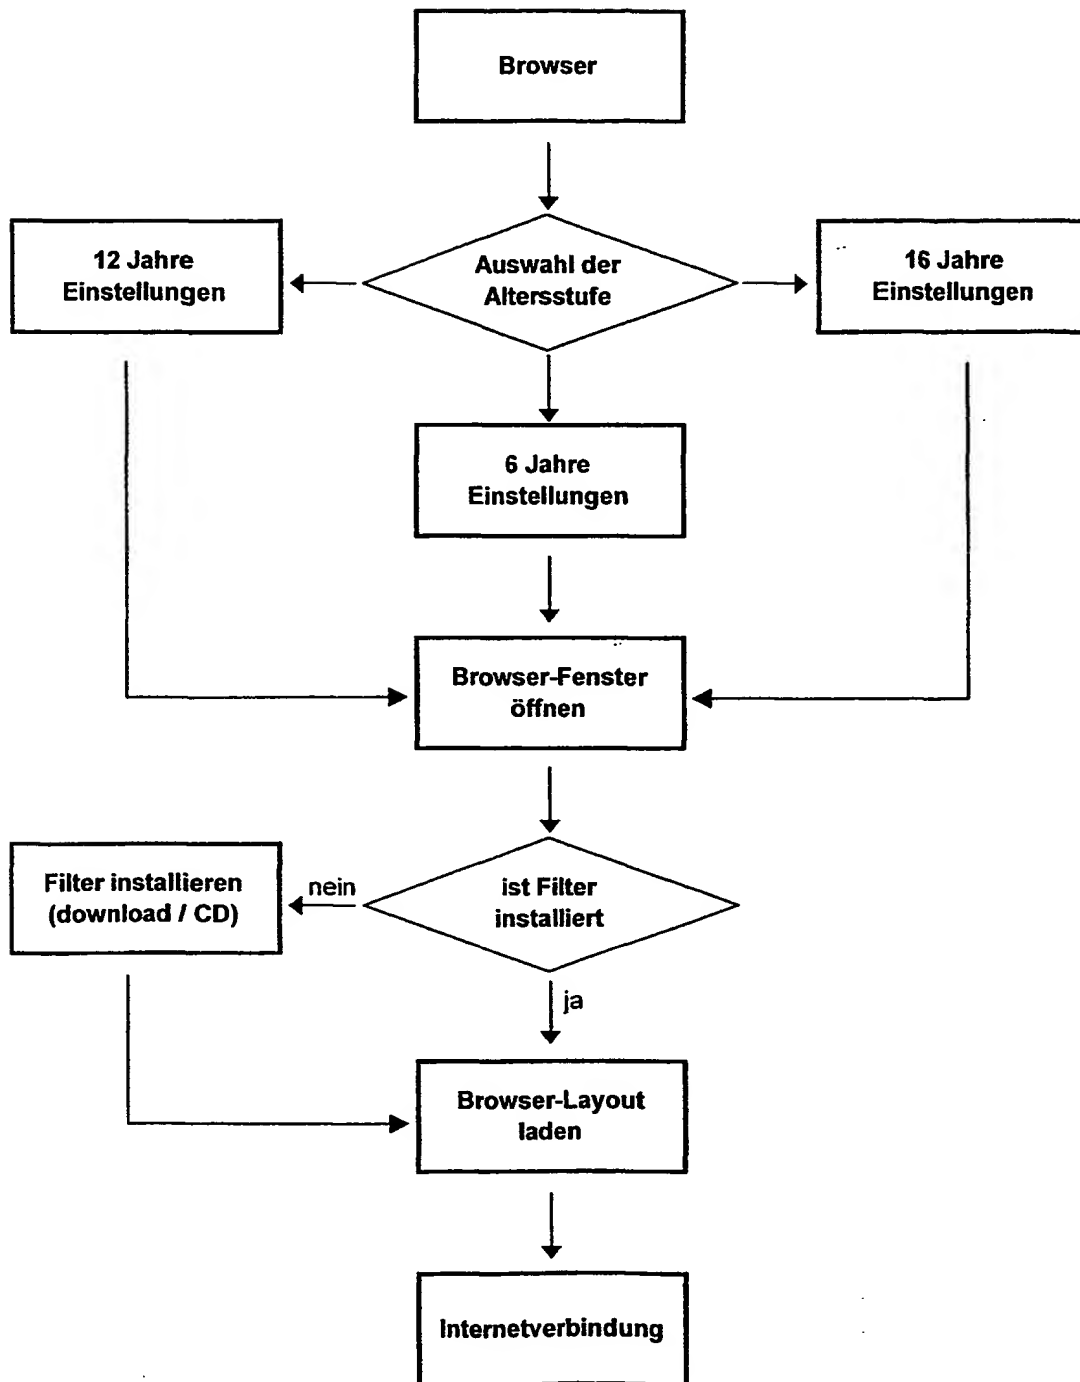 Browser
Auswahl der
Altersstufe
12 Jahre
Einstellungen
16 Jahre
Einstellungen
6 Jahre
Einstellungen
Browser-Fenster
öffnen
ist Filter
installiert
nein
Filter installieren
(download / CD)
ja
Browser-Layout
laden
Internetverbindung